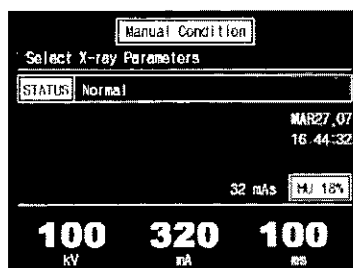 Manual Condition
Select X-ray Parameters
STATUS Normal
MAR27,07
16:44:32
32 mAs HU 18%
100 320 100
kV mA ms